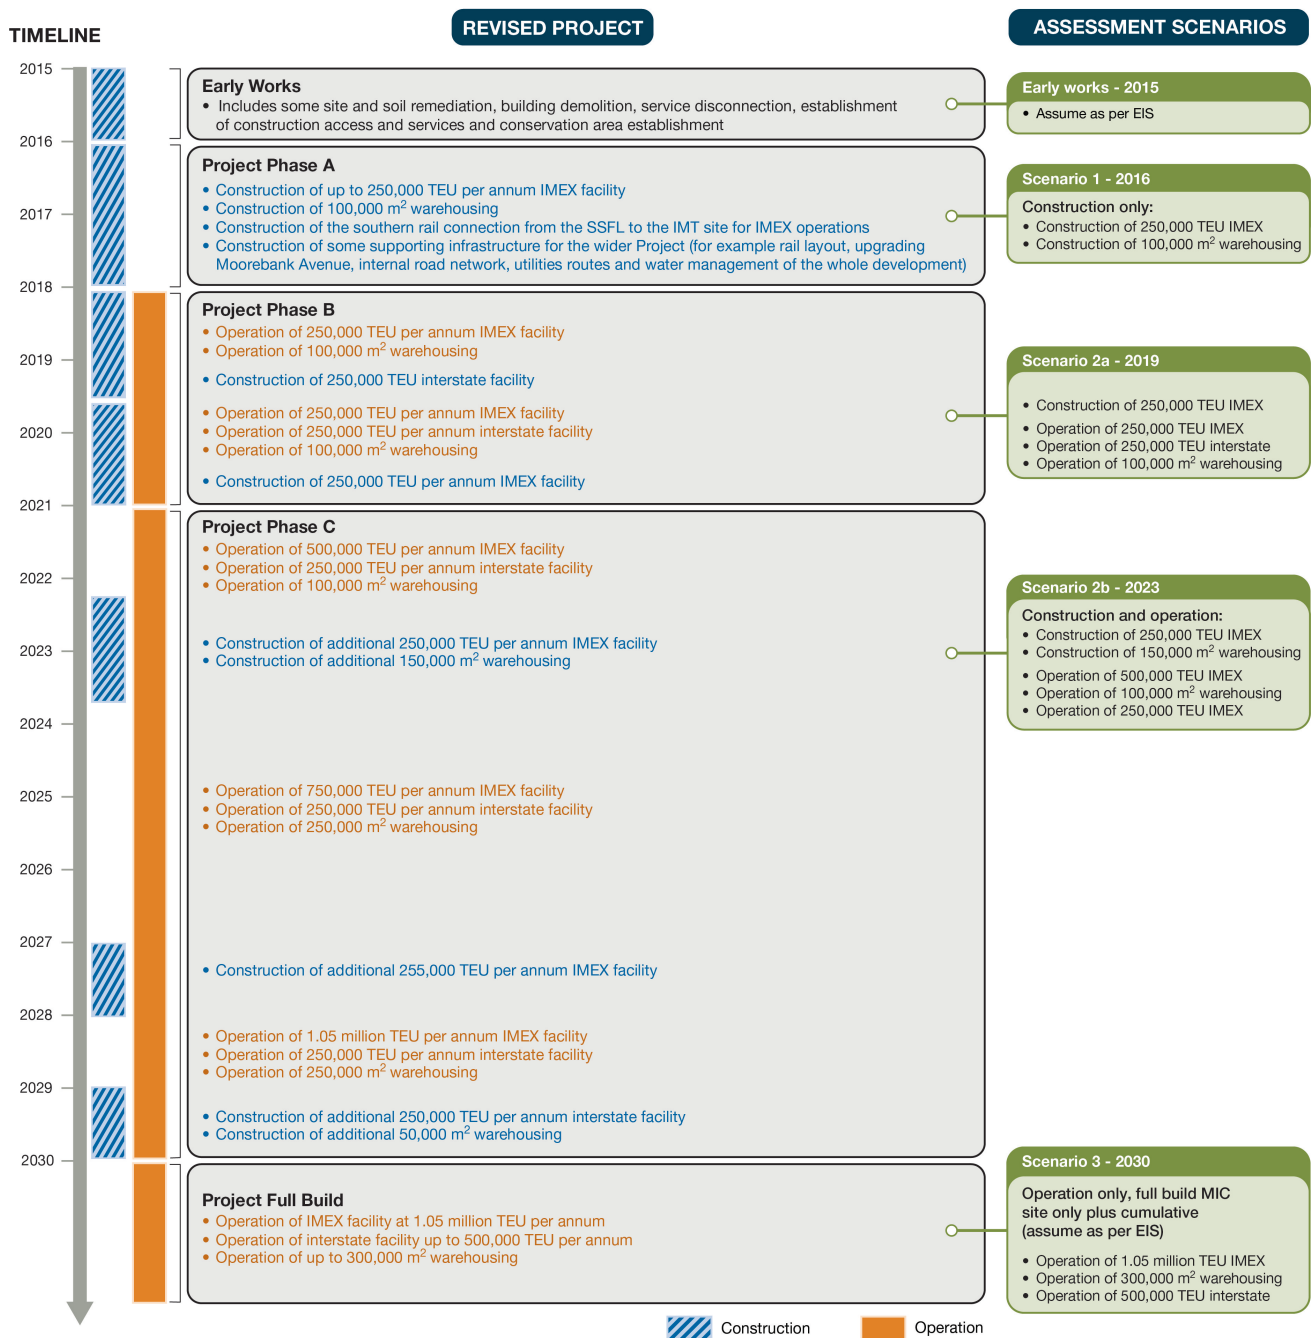 TIMELINE
REVISED PROJECT
ASSESSMENT SCENARIOS
2015
2016
2017
2018
2019
2020
2021
2022
2023
2024
2025
2026
2027
2028
2029
2030
Early Works
• Includes some site and soil remediation, building demolition, service disconnection, establishment
of construction access and services and conservation area establishment
Project Phase A
• Construction of up to 250,000 TEU per annum IMEX facility
• Construction of 100,000 m² warehousing
• Construction of the southern rail connection from the SSFL to the IMT site for IMEX operations
• Construction of some supporting infrastructure for the wider Project (for example rail layout, upgrading
Moorebank Avenue, internal road network, utilities routes and water management of the whole development)
Project Phase B
• Operation of 250,000 TEU per annum IMEX facility
• Operation of 100,000 m² warehousing
• Construction of 250,000 TEU interstate facility
• Operation of 250,000 TEU per annum IMEX facility
• Operation of 250,000 TEU per annum interstate facility
• Operation of 100,000 m² warehousing
• Construction of 250,000 TEU per annum IMEX facility
Project Phase C
• Operation of 500,000 TEU per annum IMEX facility
• Operation of 250,000 TEU per annum interstate facility
• Operation of 100,000 m² warehousing
• Construction of additional 250,000 TEU per annum IMEX facility
• Construction of additional 150,000 m² warehousing
• Operation of 750,000 TEU per annum IMEX facility
• Operation of 250,000 TEU per annum interstate facility
• Operation of 250,000 m² warehousing
• Construction of additional 255,000 TEU per annum IMEX facility
• Operation of 1.05 million TEU per annum IMEX facility
• Operation of 250,000 TEU per annum interstate facility
• Operation of 250,000 m² warehousing
• Construction of additional 250,000 TEU per annum interstate facility
• Construction of additional 50,000 m² warehousing
Project Full Build
• Operation of IMEX facility at 1.05 million TEU per annum
• Operation of interstate facility up to 500,000 TEU per annum
• Operation of up to 300,000 m² warehousing
Early works - 2015
• Assume as per EIS
Scenario 1 - 2016
Construction only:
• Construction of 250,000 TEU IMEX
• Construction of 100,000 m² warehousing
Scenario 2a - 2019
• Construction of 250,000 TEU IMEX
• Operation of 250,000 TEU IMEX
• Operation of 250,000 TEU interstate
• Operation of 100,000 m² warehousing
Scenario 2b - 2023
Construction and operation:
• Construction of 250,000 TEU IMEX
• Construction of 150,000 m² warehousing
• Operation of 500,000 TEU IMEX
• Operation of 100,000 m² warehousing
• Operation of 250,000 TEU IMEX
Scenario 3 - 2030
Operation only, full build MIC
site only plus cumulative
(assume as per EIS)
• Operation of 1.05 million TEU IMEX
• Operation of 300,000 m² warehousing
• Operation of 500,000 TEU interstate
Construction
Operation